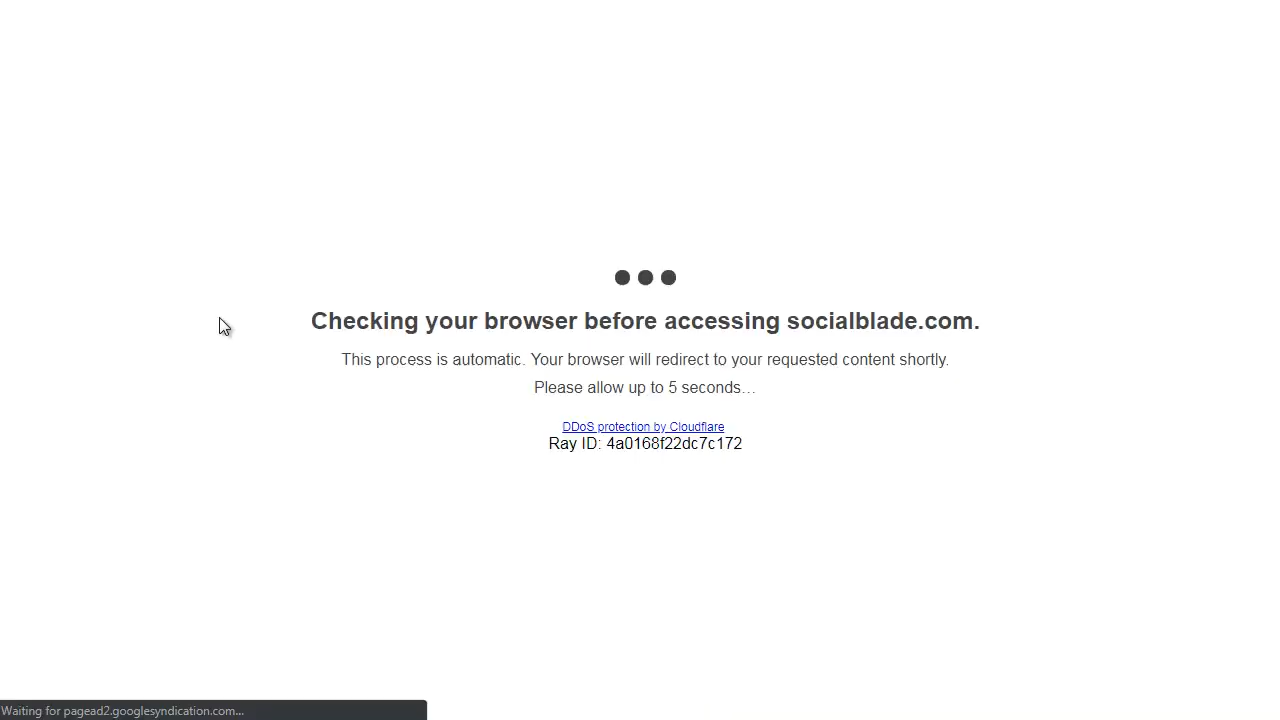 Checking your browser before accessing socialblade.com.
This process is automatic. Your browser will redirect to your requested content shortly.
Please allow up to 5 seconds…
DDoS protection by Cloudflare
Ray ID: 4a0168f22dc7c172
Waiting for pagead2.googlesyndication.com...